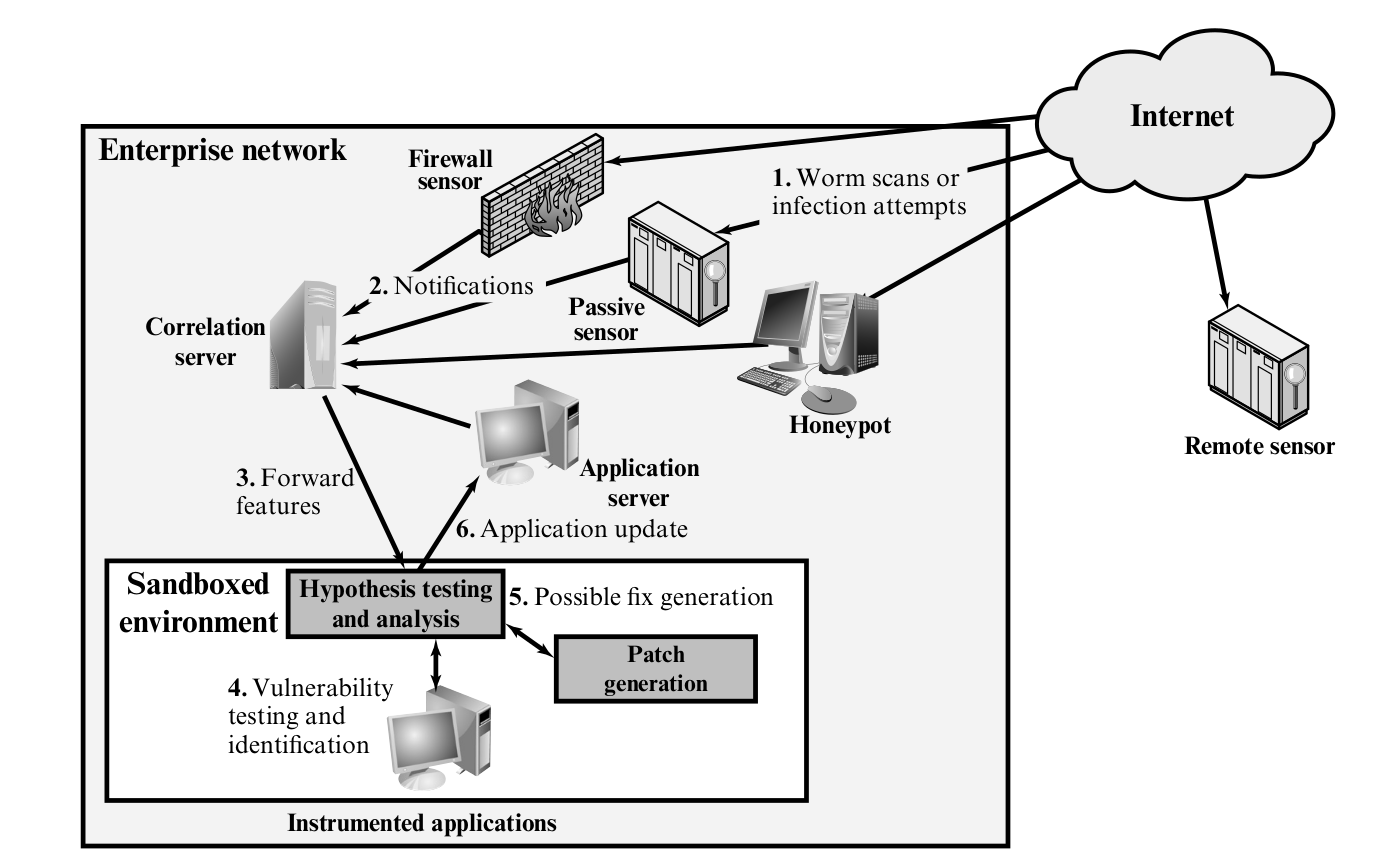 Internet
Enterprise network
Firewall
sensor
1. Worm scans or
infection attempts
2. Notifications
Passive
sensor
Correlation
server
Honeypot
Remote sensor
Application
server
3. Forward
features
6. Application update
Sandboxed
environment
Hypothesis testing
and analysis
5. Possible fix generation
Patch
generation
4. Vulnerability
testing and
identification
Instrumented applications